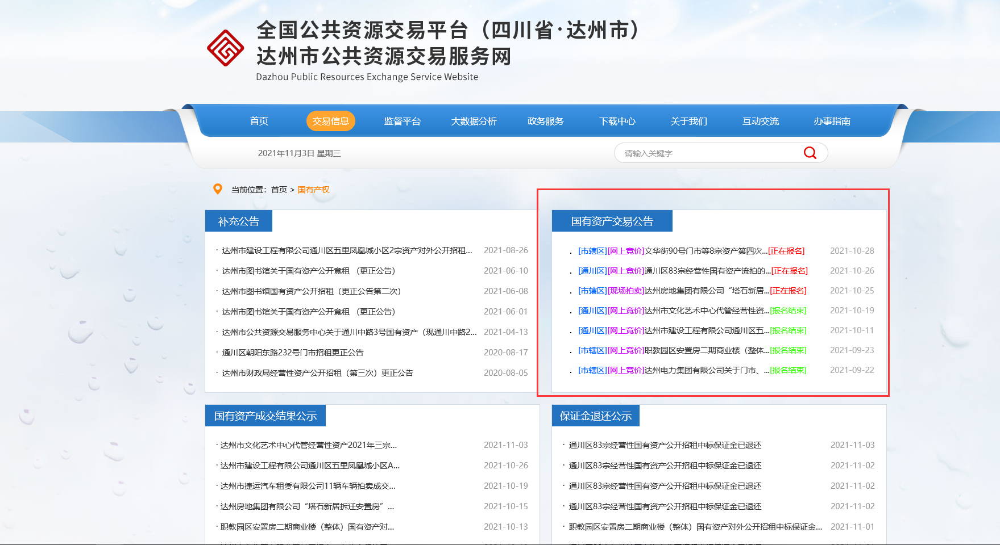 全国公共资源交易平台（四川省·达州市）
达州市公共资源交易服务网
Dazhou Public Resources Exchange Service Website
首页 交易信息 监督平台 大数据分析 政务服务 下载中心 关于我们 互动交流 办事指南
2021年11月3日 星期三
请输入关键字
当前位置：首页 > 国有产权
补充公告
· 达州市建设工程有限公司通川区五里凤凰城小区2宗资产对外公开招租... 2021-08-26
· 达州市图书馆关于国有资产公开竟租 （更正公告） 2021-06-10
· 达州市图书馆国有资产公开招租（更正公告第二次） 2021-06-08
· 达州市图书馆关于国有资产公开竟租 （更正公告） 2021-06-01
· 达州市公共资源交易服务中心关于通川中路3号国有资产（现通川中路2... 2021-04-13
· 通川区朝阳东路232号门市招租更正公告 2020-08-17
· 达州市财政局经营性资产公开招租（第三次）更正公告 2020-08-05
国有资产交易公告
. [市辖区][网上竞价]文华街90号门市等8宗资产第四次...[正在报名] 2021-10-28
. [通川区][网上竞价]通川区83宗经营性国有资产流拍的...[正在报名] 2021-10-26
. [市辖区][现场拍卖]达州房地集团有限公司“塔石新居...[正在报名] 2021-10-25
. [通川区][网上竞价]达州市文化艺术中心代管经营性资...[报名结束] 2021-10-19
. [通川区][网上竞价]达州市建设工程有限公司通川区五...[报名结束] 2021-10-11
. [市辖区][网上竞价]职教园区安置房二期商业楼（整体...[报名结束] 2021-09-23
. [市辖区][网上竞价]达州电力集团有限公司关于门市、...[报名结束] 2021-09-22
国有资产成交结果公示
· 达州市文化艺术中心代管经营性资产2021年三宗... 2021-11-03
· 达州市建设工程有限公司通川区五里凤凰城小区A... 2021-10-26
· 达州市捷运汽车租赁有限公司11辆车辆拍卖成交... 2021-10-19
· 达州房地集团有限公司“塔石新居拆迁安置房”... 2021-10-15
· 职教园区安置房二期商业楼（整体）国有资产对... 2021-10-13
保证金退还公示
· 通川区83宗经营性国有资产公开招租中标保证金已退还 2021-11-03
· 通川区83宗经营性国有资产公开招租中标保证金已退还 2021-11-02
· 通川区83宗经营性国有资产公开招租中标保证金已退还 2021-11-02
· 通川区83宗经营性国有资产公开招租中标保证金已退还 2021-11-02
· 职教园区安置房二期商业楼（整体）国有资产对外公开招租中标保证金... 2021-11-01